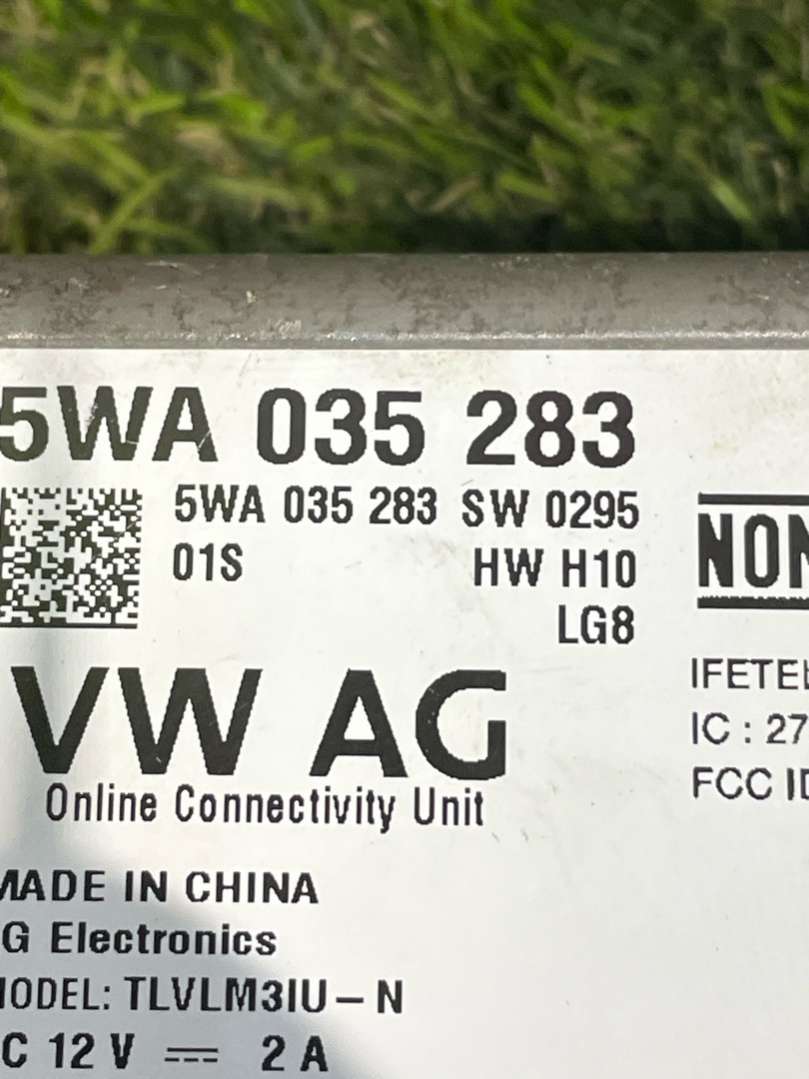 5WA 035 283
5WA 035 283 SW 0295
01S HW H10
LG8
NON
VW AG
Online Connectivity Unit
IFETEL
IC : 27
FCC ID
MADE IN CHINA
G Electronics
MODEL: TLVLM3IU – N
C 12 V ⎓ 2 A